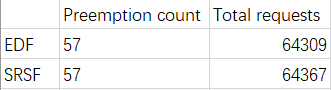 Preemption count Total requests
EDF 57 64309
SRSF 57 64367